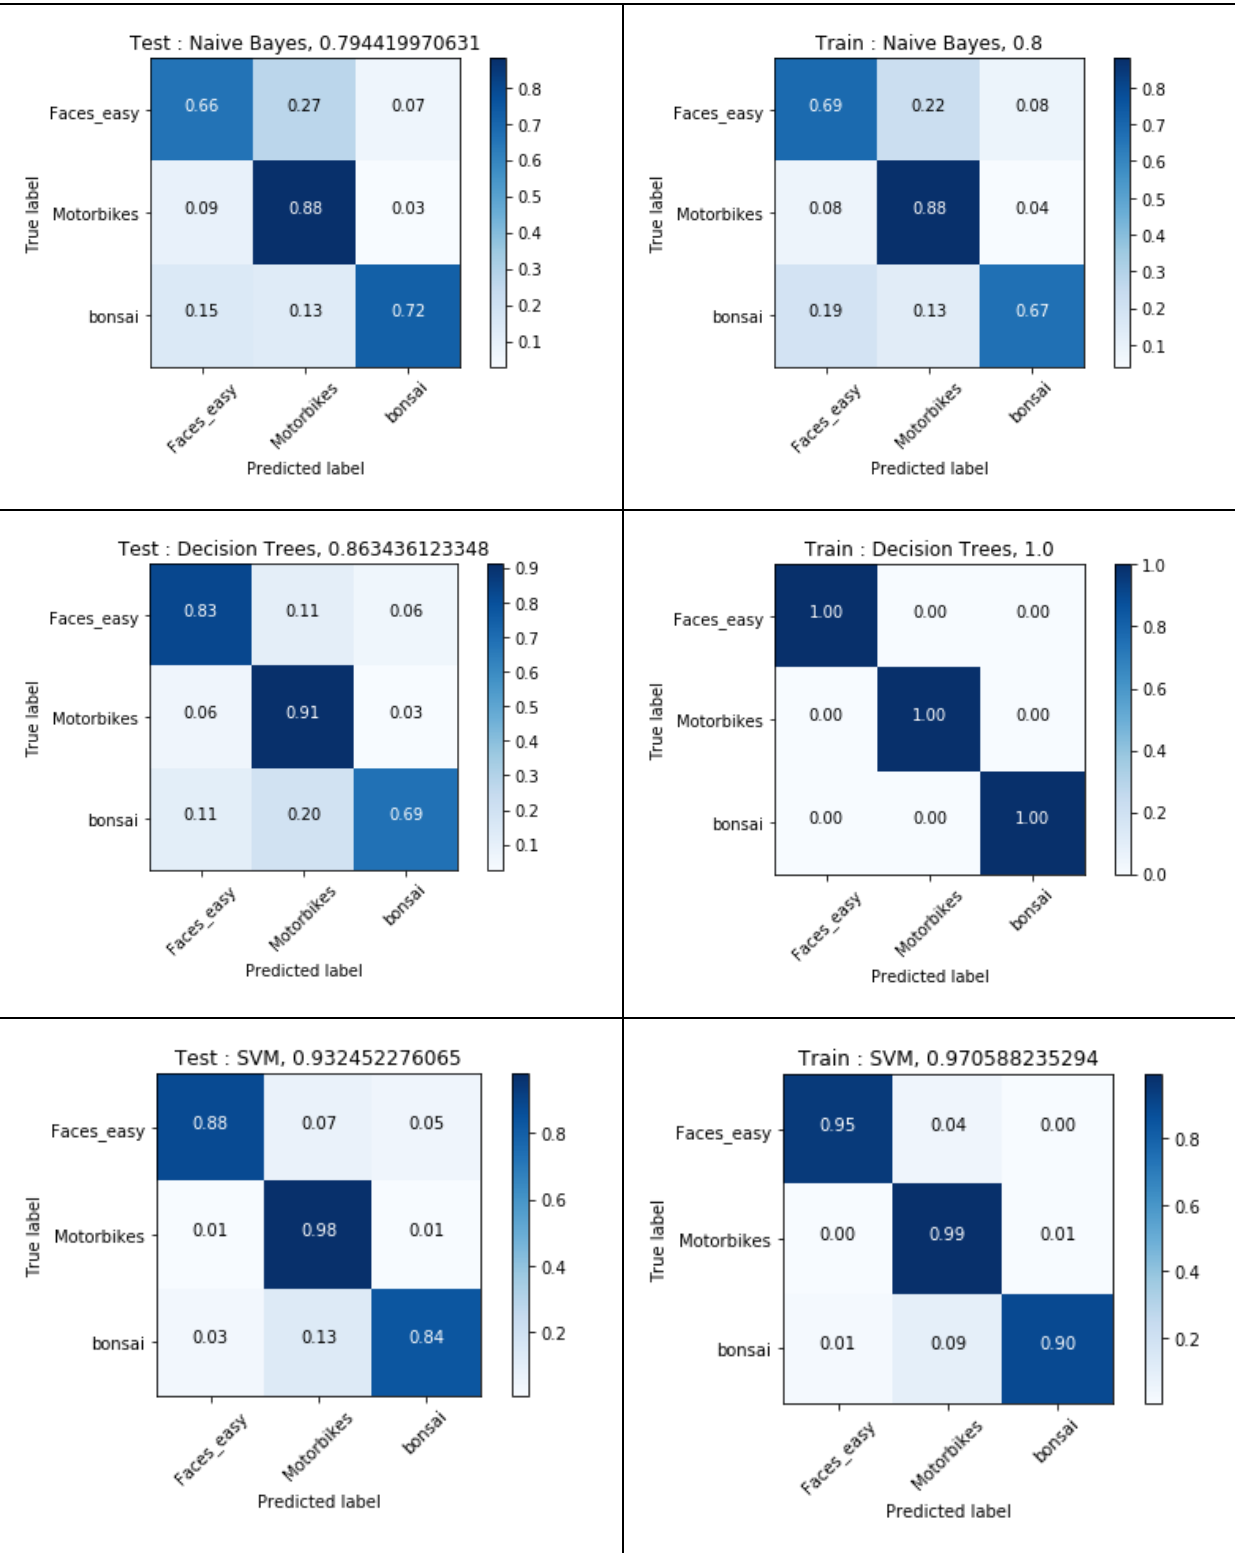 Test : Naive Bayes, 0.794419970631
True label
Faces_easy
Motorbikes
bonsai
0.66 0.27 0.07
0.09 0.88 0.03
0.15 0.13 0.72
Faces_easy Motorbikes bonsai
Predicted label
0.8
0.7
0.6
0.5
0.4
0.3
0.2
0.1
Train : Naive Bayes, 0.8
True label
Faces_easy
Motorbikes
bonsai
0.69 0.22 0.08
0.08 0.88 0.04
0.19 0.13 0.67
Faces_easy Motorbikes bonsai
Predicted label
0.8
0.7
0.6
0.5
0.4
0.3
0.2
0.1
Test : Decision Trees, 0.863436123348
True label
Faces_easy
Motorbikes
bonsai
0.83 0.11 0.06
0.06 0.91 0.03
0.11 0.20 0.69
Faces_easy Motorbikes bonsai
Predicted label
0.9
0.8
0.7
0.6
0.5
0.4
0.3
0.2
0.1
Train : Decision Trees, 1.0
True label
Faces_easy
Motorbikes
bonsai
1.00 0.00 0.00
0.00 1.00 0.00
0.00 0.00 1.00
Faces_easy Motorbikes bonsai
Predicted label
1.0
0.8
0.6
0.4
0.2
0.0
Test : SVM, 0.932452276065
True label
Faces_easy
Motorbikes
bonsai
0.88 0.07 0.05
0.01 0.98 0.01
0.03 0.13 0.84
Faces_easy Motorbikes bonsai
Predicted label
0.8
0.6
0.4
0.2
Train : SVM, 0.970588235294
True label
Faces_easy
Motorbikes
bonsai
0.95 0.04 0.00
0.00 0.99 0.01
0.01 0.09 0.90
Faces_easy Motorbikes bonsai
Predicted label
0.8
0.6
0.4
0.2